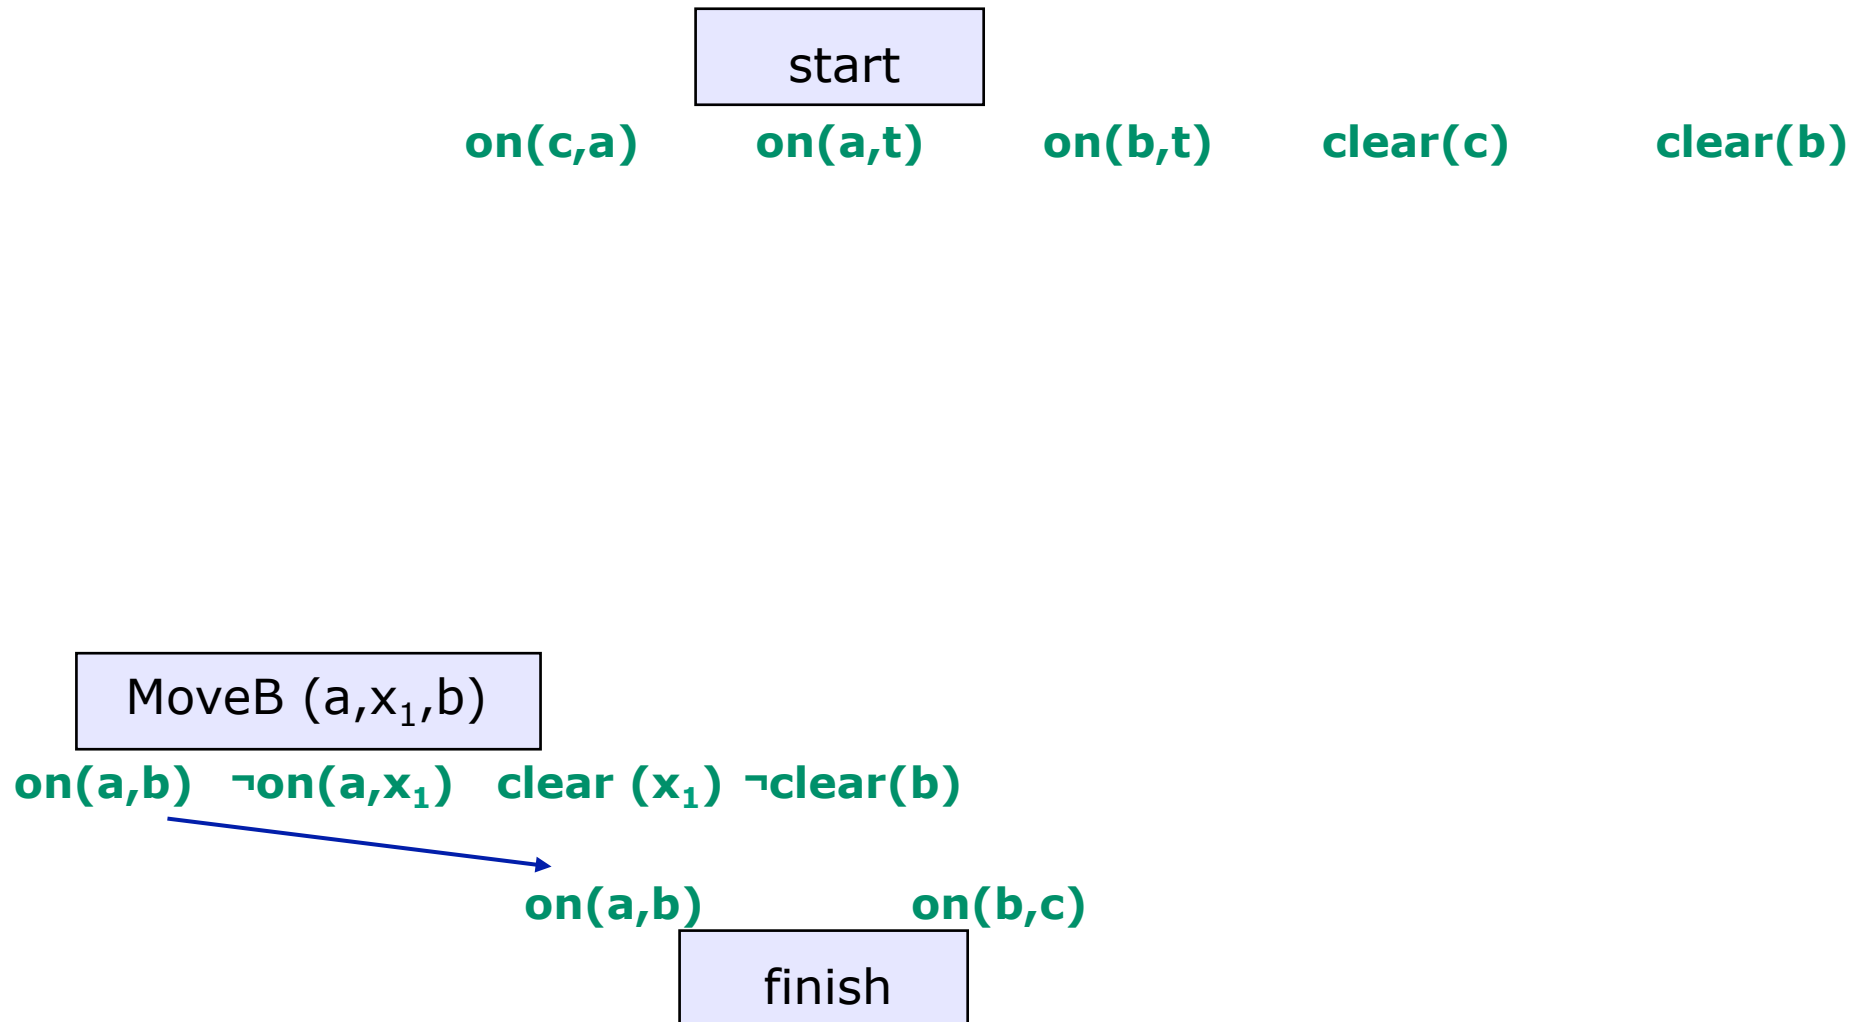 start
on(c,a) on(a,t) on(b,t) clear(c) clear(b)
MoveB (a,x₁,b)
on(a,b) ¬on(a,x₁) clear (x₁) ¬clear(b)
on(a,b) on(b,c)
finish